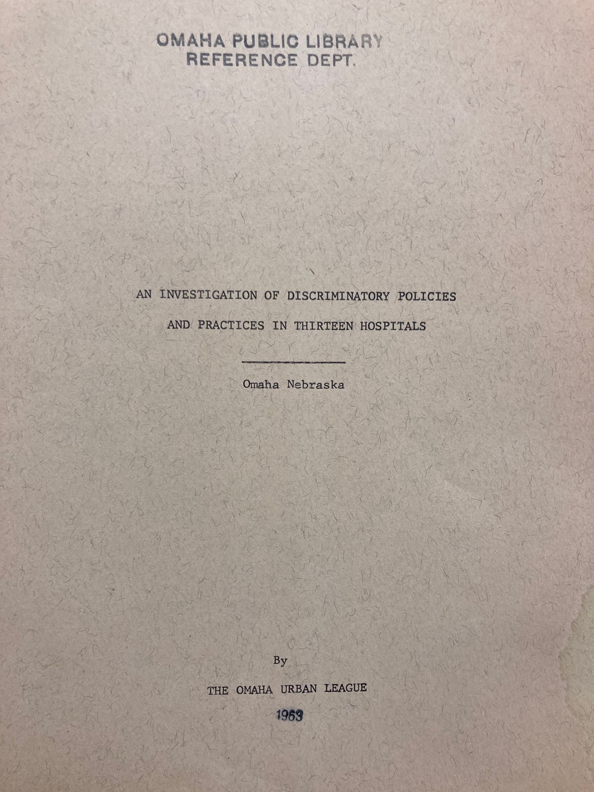 OMAHA PUBLIC LIBRARY
REFERENCE DEPT.
AN INVESTIGATION OF DISCRIMINATORY POLICIES
AND PRACTICES IN THIRTEEN HOSPITALS
Omaha Nebraska
By
THE OMAHA URBAN LEAGUE
1963